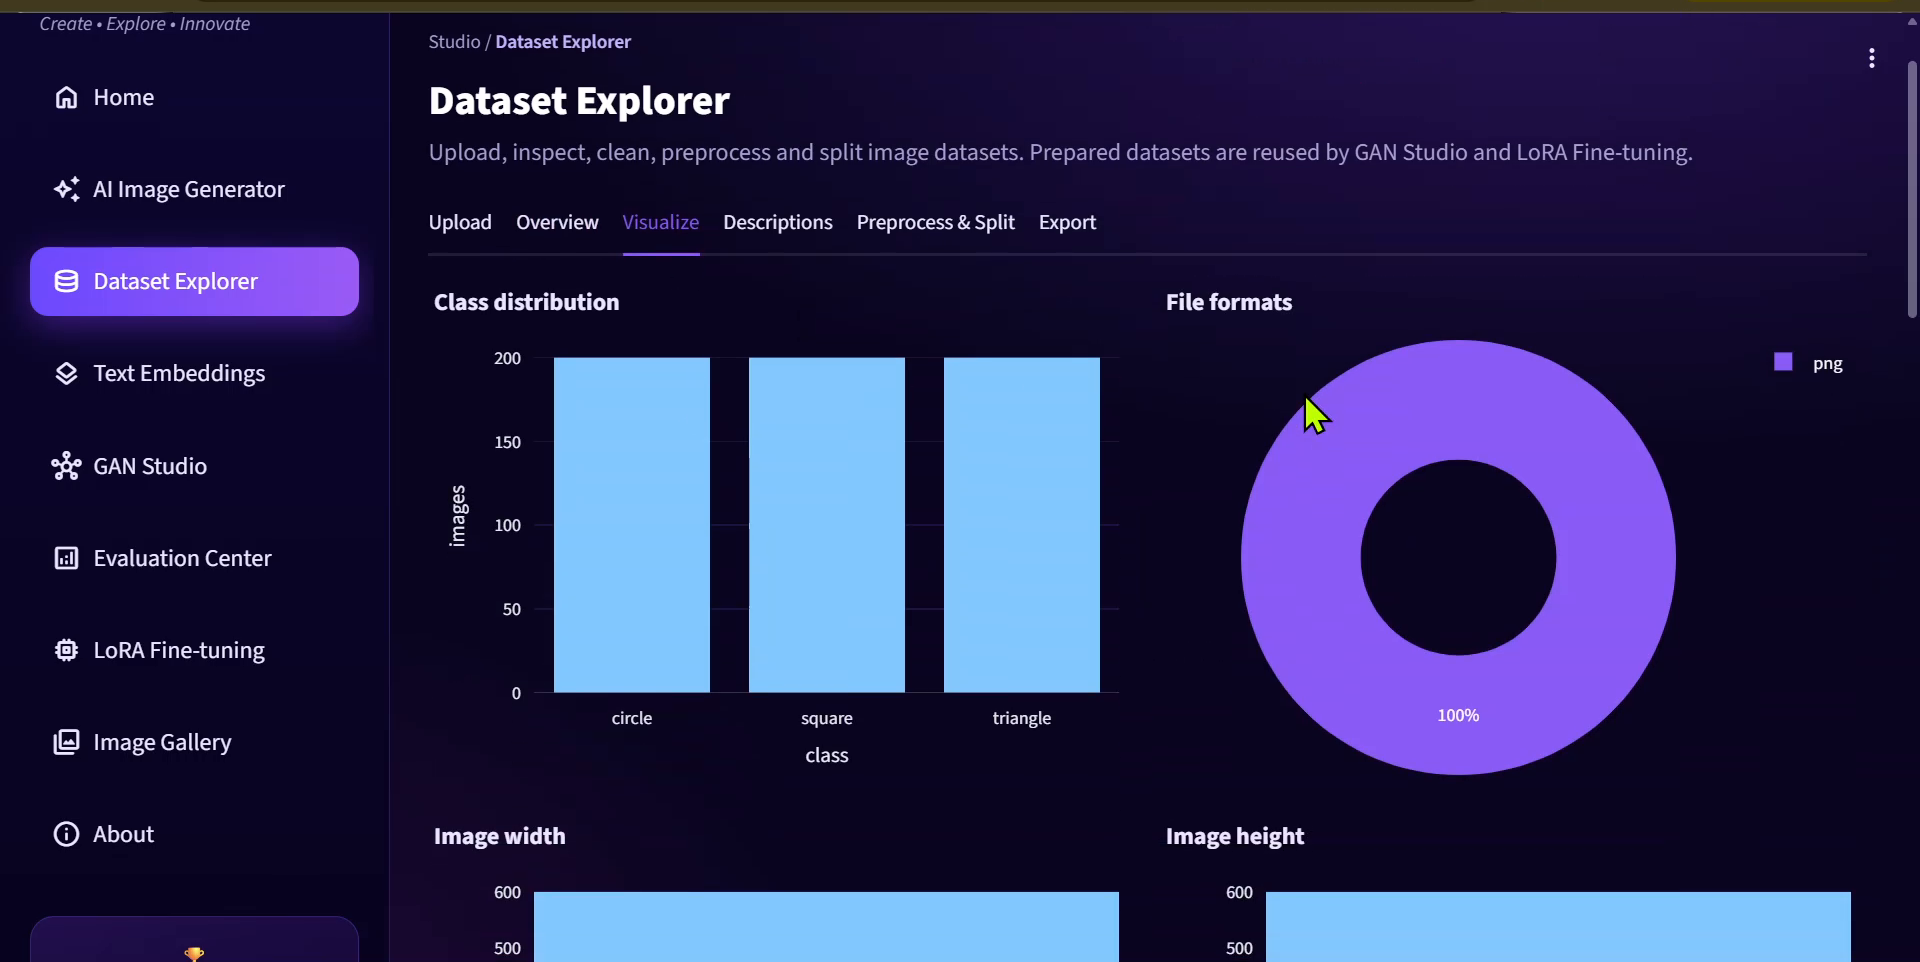 Create • Explore • Innovate
Home
AI Image Generator
Dataset Explorer
Text Embeddings
GAN Studio
Evaluation Center
LoRA Fine-tuning
Image Gallery
About
Studio / Dataset Explorer
Dataset Explorer
Upload, inspect, clean, preprocess and split image datasets. Prepared datasets are reused by GAN Studio and LoRA Fine-tuning.
Upload Overview Visualize Descriptions Preprocess & Split Export
Class distribution
200
150
100
50
0
images
circle square triangle
class
File formats
png
100%
Image width
600
500
Image height
600
500